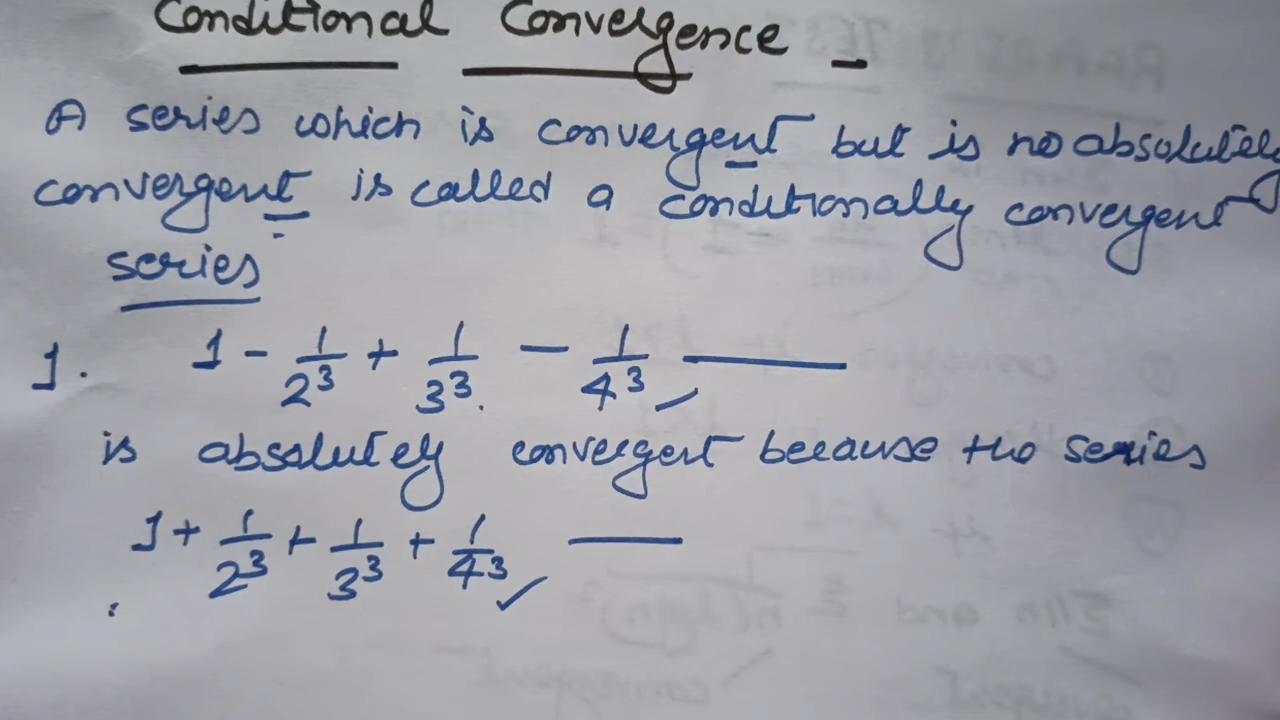 Conditional Convergence -
A series which is convergent but is no absolutely
convergent is called a conditionally convergent
series
1. 1 - 1/2³ + 1/3³ - 1/4³ ———
is absolutely convergent because the series
1 + 1/2³ + 1/3³ + 1/4³ ———